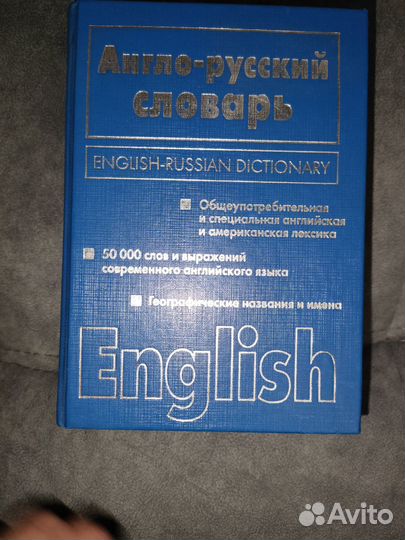 Англо-русский
словарь
ENGLISH-RUSSIAN DICTIONARY
Общеупотребительная
и специальная английская
и американская лексика
50 000 слов и выражений
современного английского языка
Географические названия и имена
English
Avito